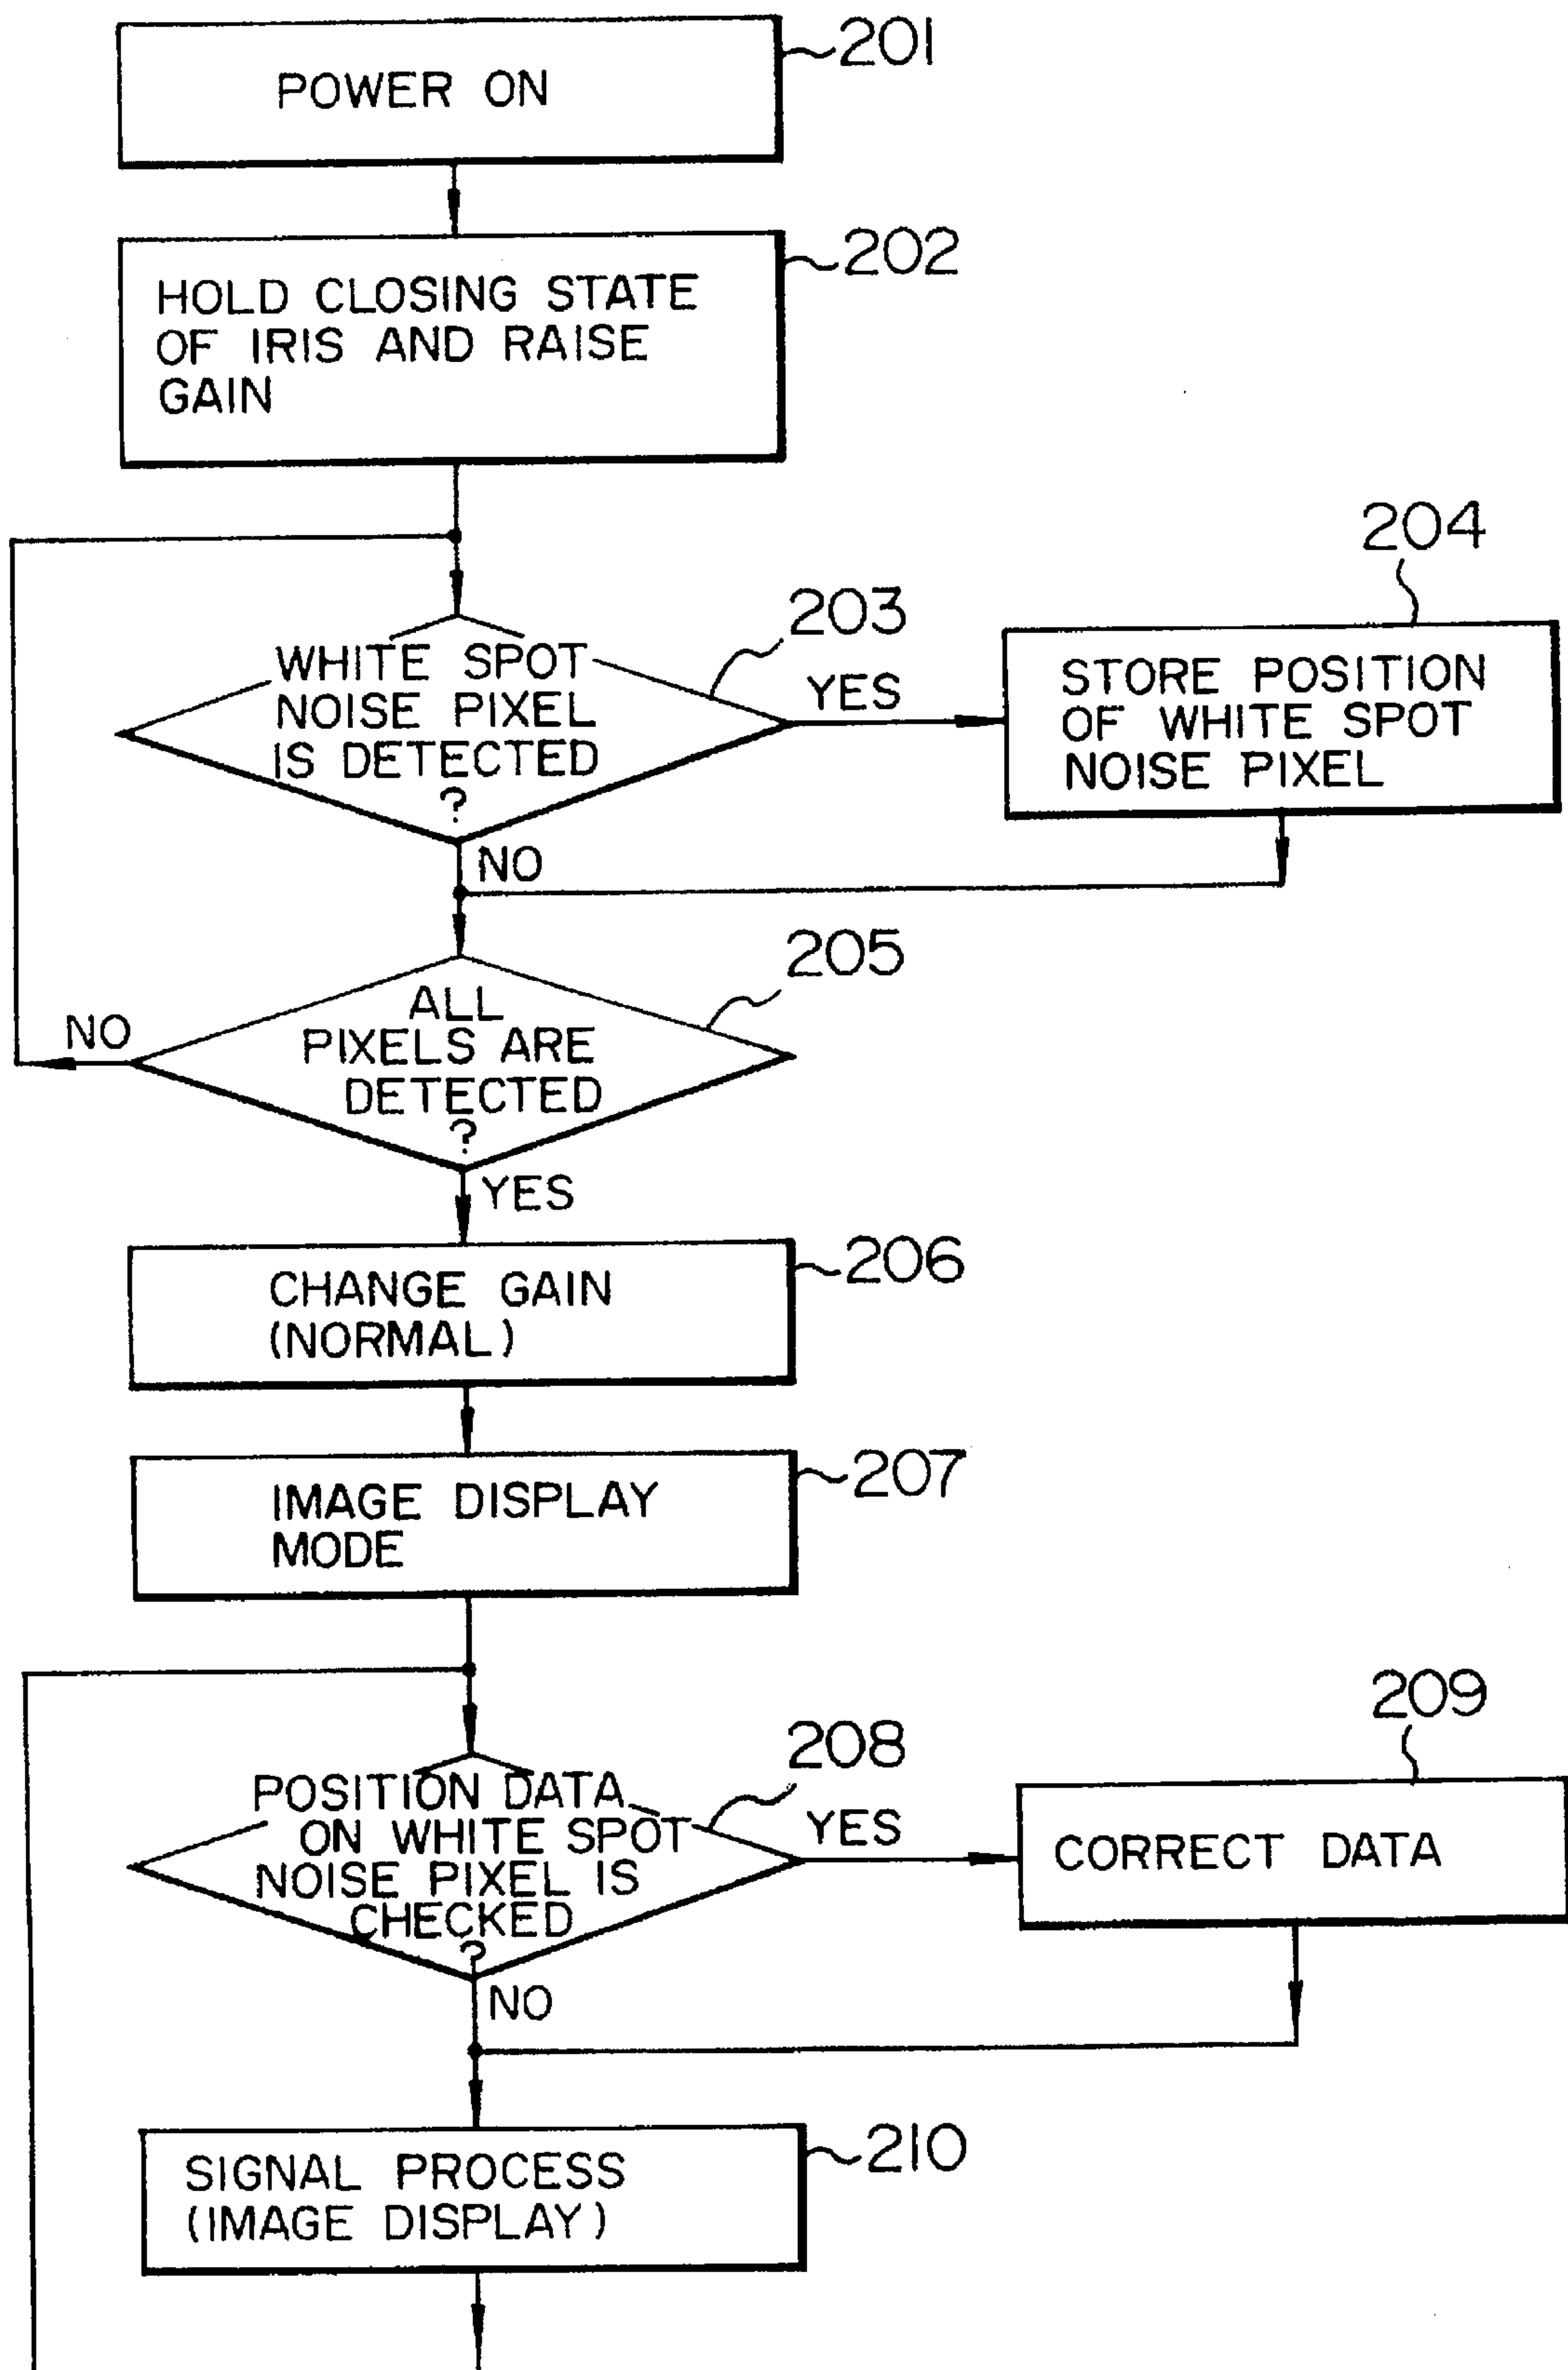 201
POWER ON
202
HOLD CLOSING STATE
OF IRIS AND RAISE
GAIN
203
WHITE SPOT
NOISE PIXEL
IS DETECTED
?
YES
204
STORE POSITION
OF WHITE SPOT
NOISE PIXEL
NO
205
ALL
PIXELS ARE
DETECTED
?
NO
YES
206
CHANGE GAIN
(NORMAL)
207
IMAGE DISPLAY
MODE
208
POSITION DATA
ON WHITE SPOT
NOISE PIXEL IS
CHECKED
?
YES
209
CORRECT DATA
NO
210
SIGNAL PROCESS
(IMAGE DISPLAY)